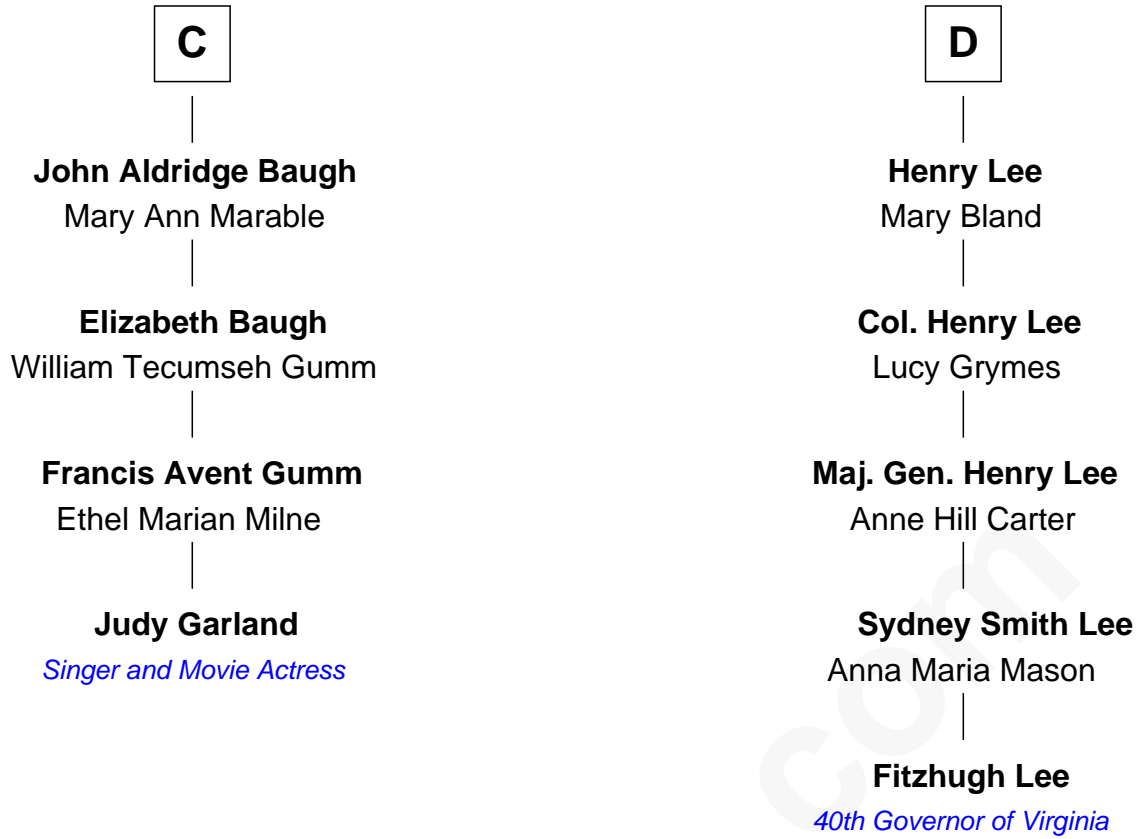 C
John Aldridge Baugh
Mary Ann Marable
Elizabeth Baugh
William Tecumseh Gumm
Francis Avent Gumm
Ethel Marian Milne
Judy Garland
Singer and Movie Actress
D
Henry Lee
Mary Bland
Col. Henry Lee
Lucy Grymes
Maj. Gen. Henry Lee
Anne Hill Carter
Sydney Smith Lee
Anna Maria Mason
Fitzhugh Lee
40th Governor of Virginia
com